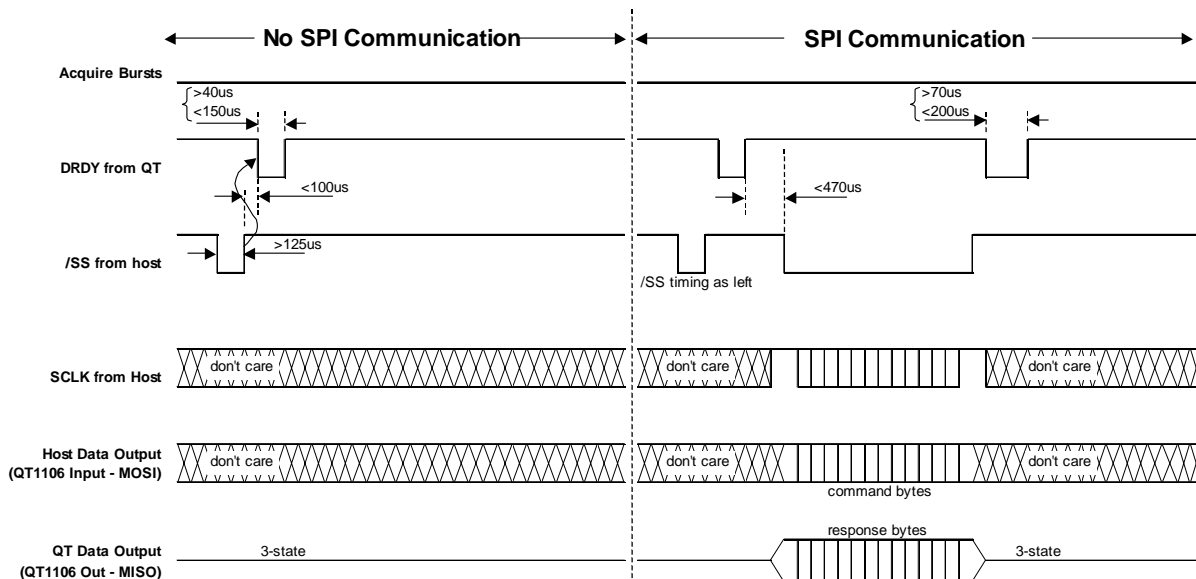 No SPI Communication
SPI Communication
Acquire Bursts
>40us
<150us
>70us
<200us
DRDY from QT
<100us
<470us
>125us
/SS from host
/SS timing as left
don't care
don't care
don't care
SCLK from Host
Host Data Output
(QT1106 Input - MOSI)
don't care
don't care
don't care
command bytes
response bytes
QT Data Output
(QT1106 Out - MISO)
3-state
3-state